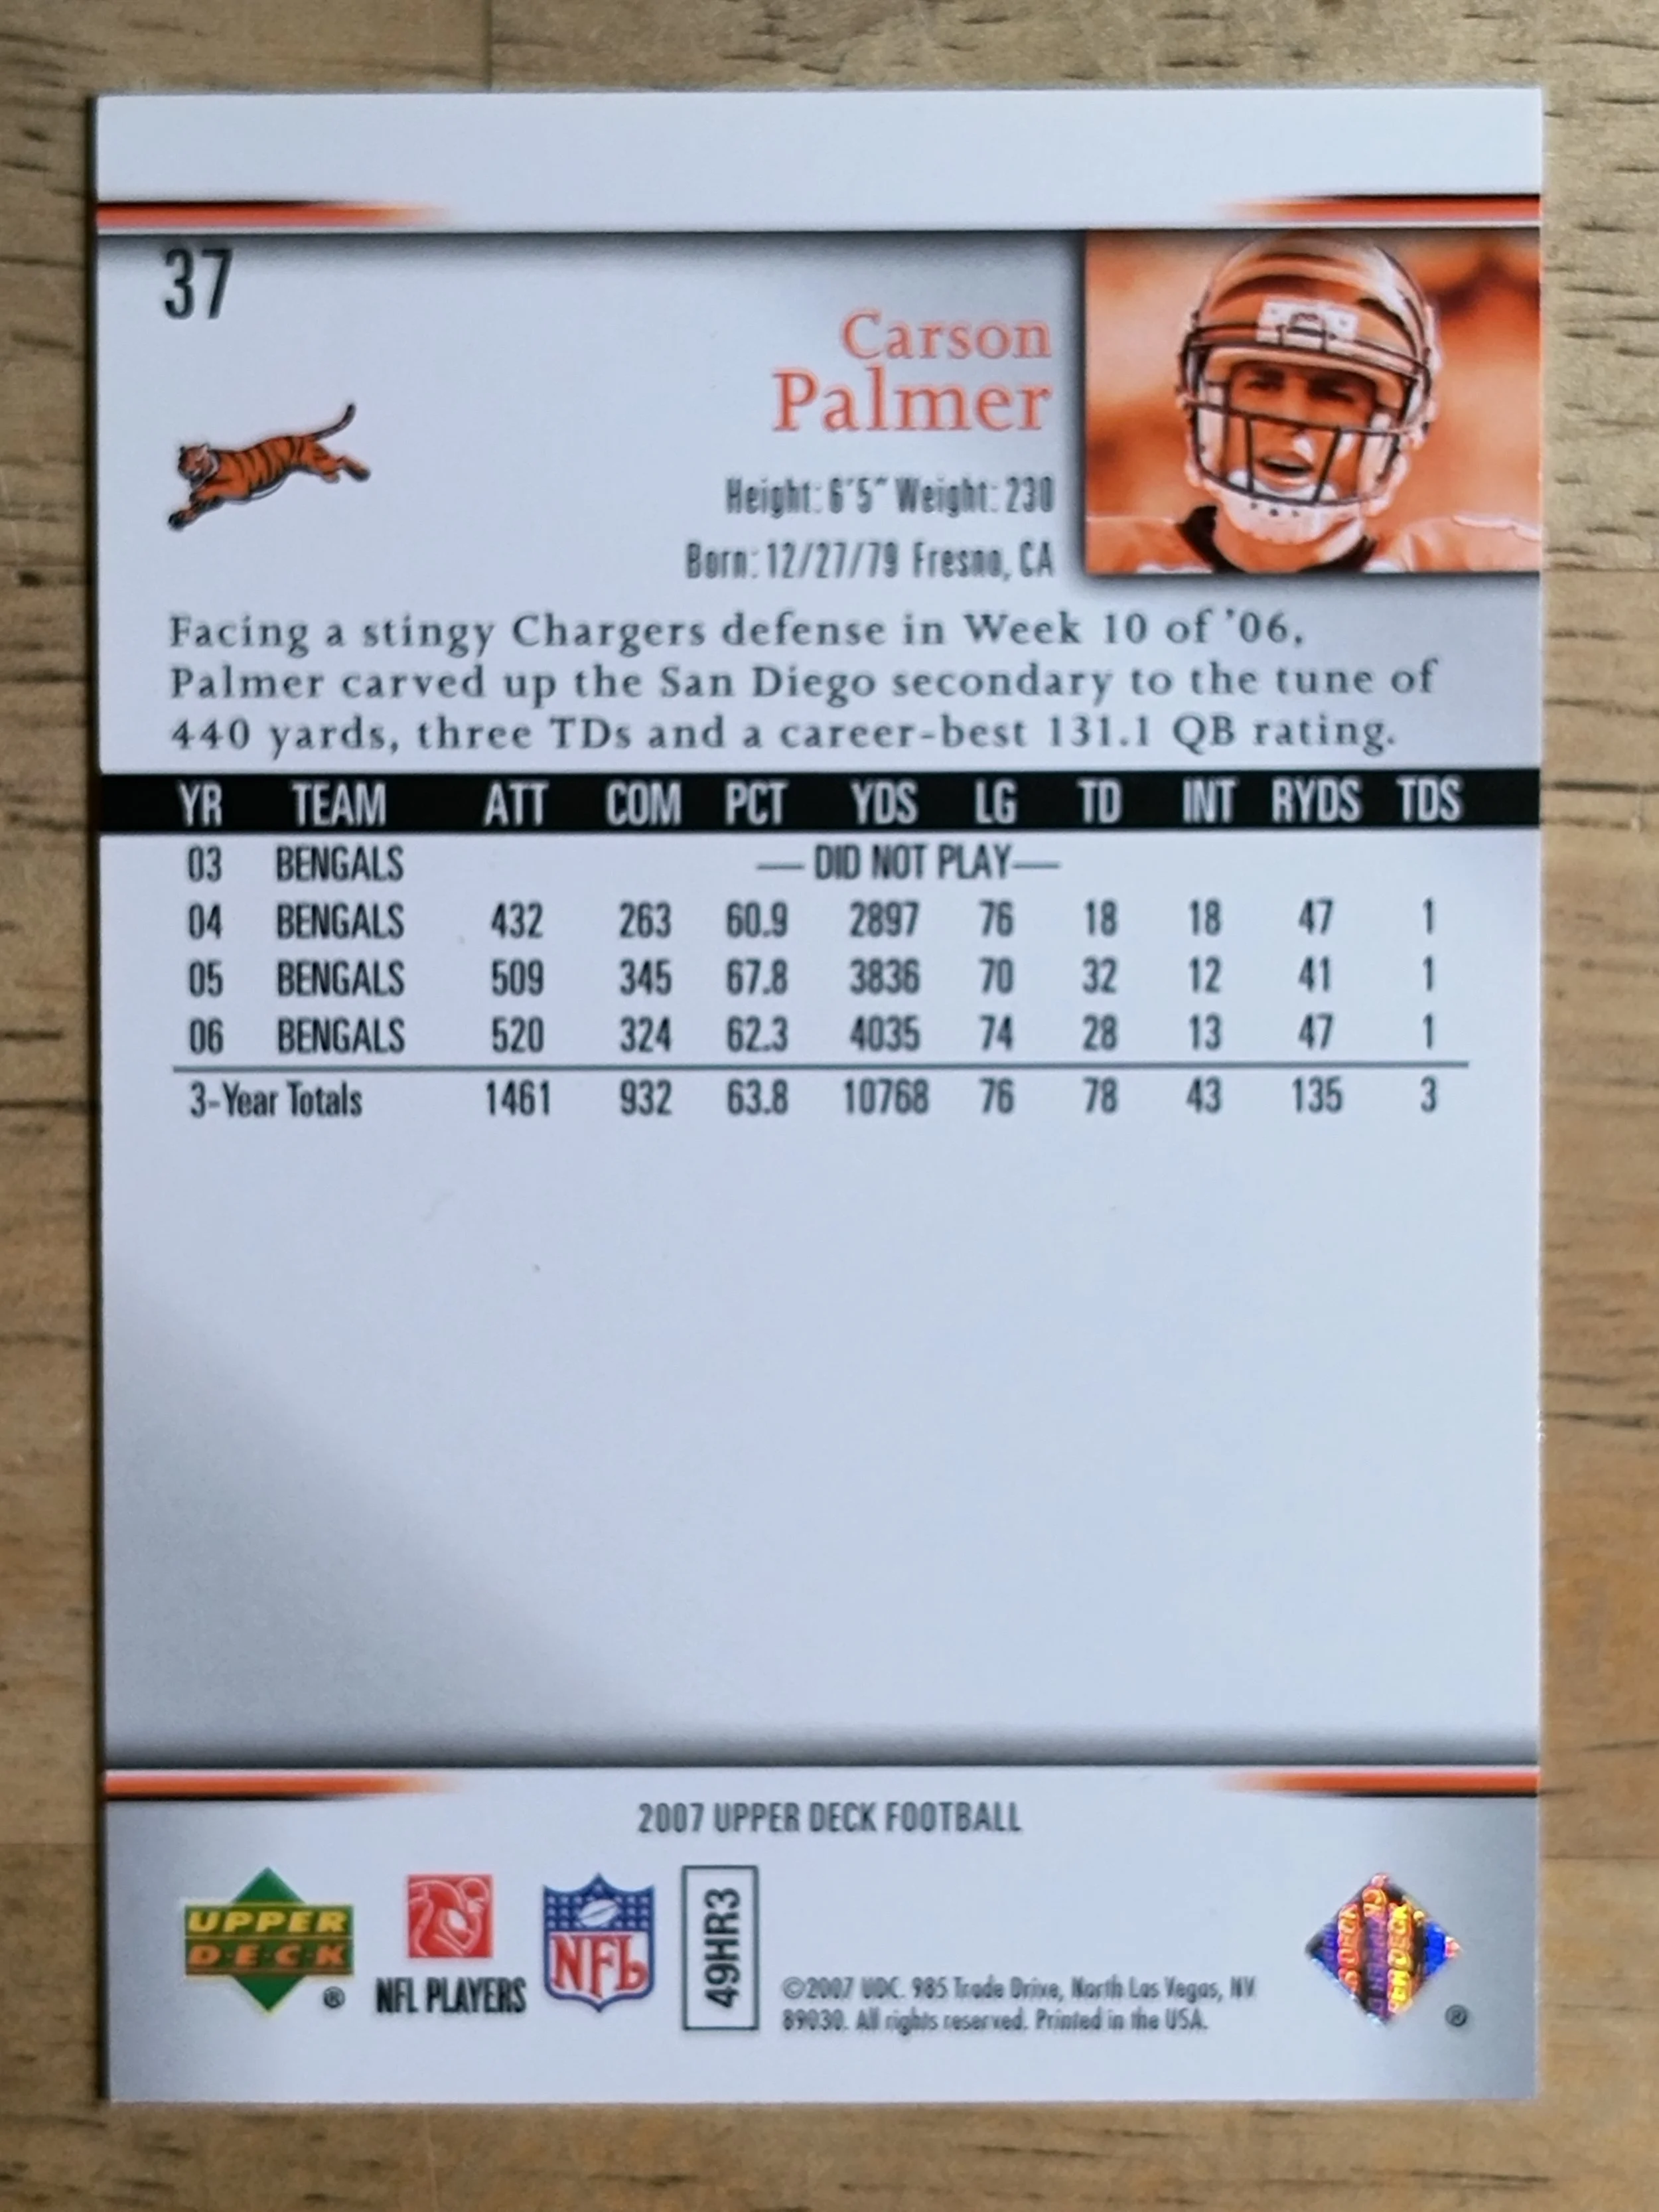 37
Carson
Palmer
Height: 6'5" Weight: 230
Born: 12/27/79 Fresno, CA
Facing a stingy Chargers defense in Week 10 of '06,
Palmer carved up the San Diego secondary to the tune of
440 yards, three TDs and a career-best 131.1 QB rating.
YR TEAM ATT COM PCT YDS LG TD INT RYDS TDS
03 BENGALS — DID NOT PLAY—
04 BENGALS 432 263 60.9 2897 76 18 18 47 1
05 BENGALS 509 345 67.8 3836 70 32 12 41 1
06 BENGALS 520 324 62.3 4035 74 28 13 47 1
3-Year Totals 1461 932 63.8 10768 76 78 43 135 3
2007 UPPER DECK FOOTBALL
UPPER
DECK
®
NFL PLAYERS
NFL
49HR3
©2007 UDC. 985 Trade Drive, North Las Vegas, NV
89030. All rights reserved. Printed in the USA.
®